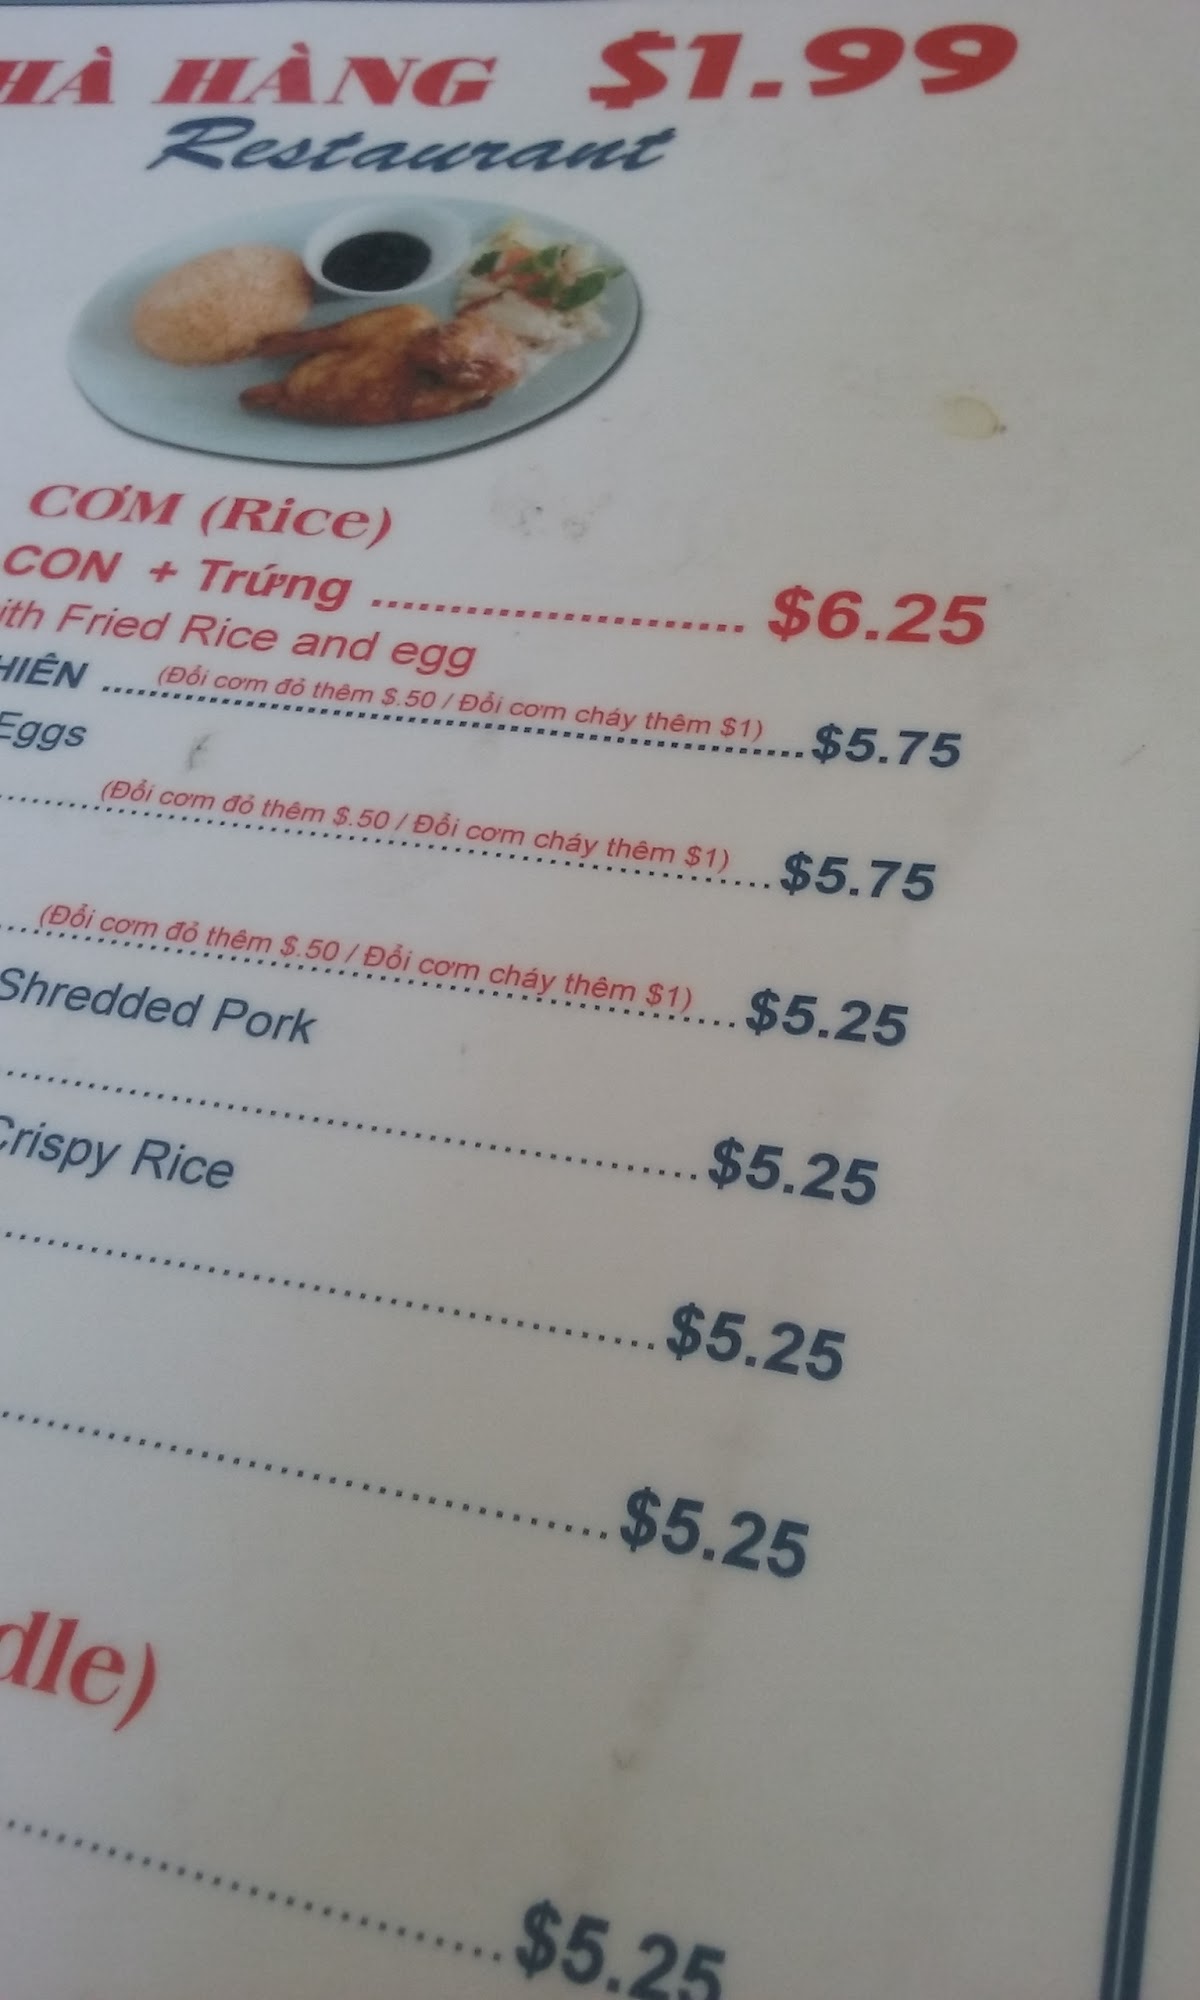 HÀ HÀNG $1.99
Restaurant
CƠM (Rice)
CON + Trứng ........................ $6.25
ith Fried Rice and egg
HIÊN (Đổi cơm đỏ thêm $.50 / Đổi cơm cháy thêm $1) $5.75
Eggs
(Đổi cơm đỏ thêm $.50 / Đổi cơm cháy thêm $1) $5.75
(Đổi cơm đỏ thêm $.50 / Đổi cơm cháy thêm $1) $5.25
Shredded Pork
$5.25
Crispy Rice
$5.25
$5.25
dle)
$5.25